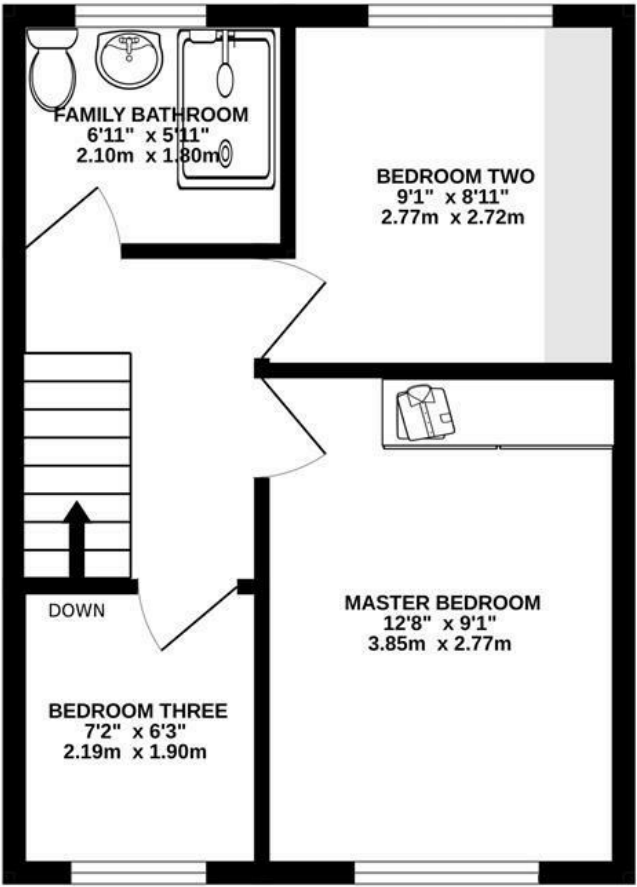 FAMILY BATHROOM
6'11" x 5'11"
2.10m x 1.80m
BEDROOM TWO
9'1" x 8'11"
2.77m x 2.72m
MASTER BEDROOM
12'8" x 9'1"
3.85m x 2.77m
DOWN
BEDROOM THREE
7'2" x 6'3"
2.19m x 1.90m